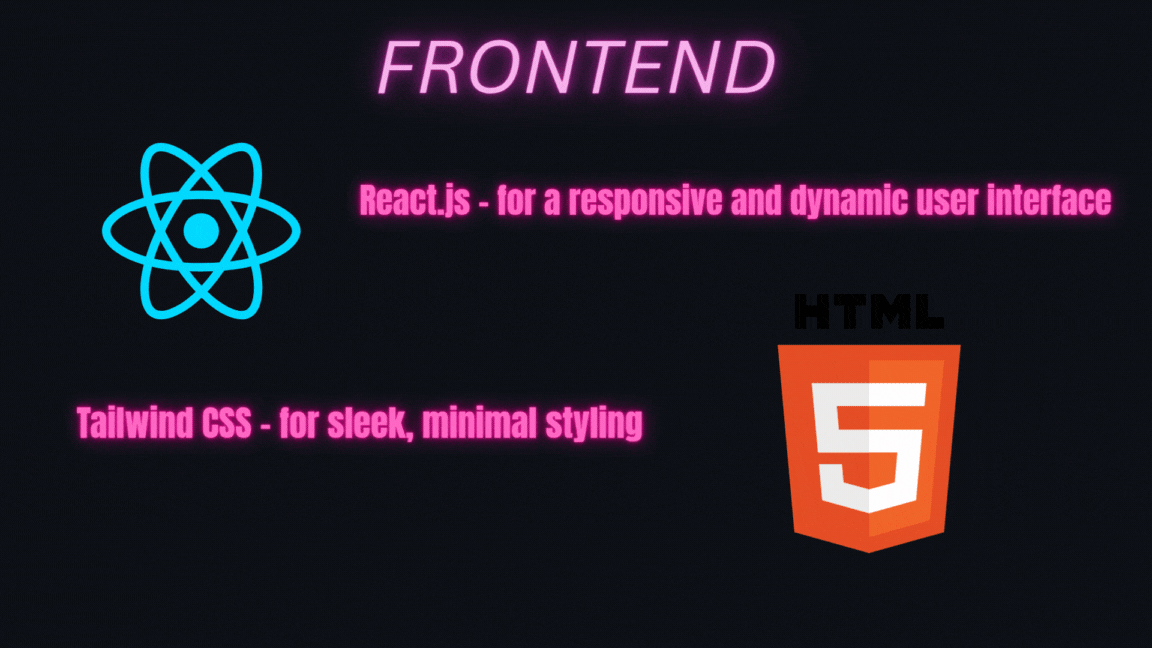 FRONTEND
React.js - for a responsive and dynamic user interface
HTML
5
Tailwind CSS - for sleek, minimal styling